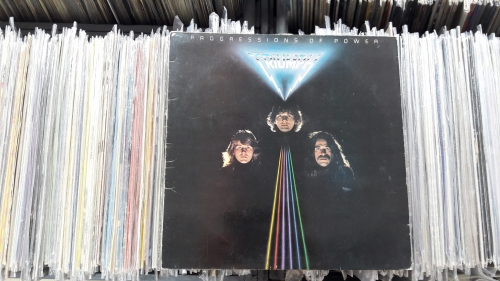 PROGRESSIONS OF POWER
TRIUMPH